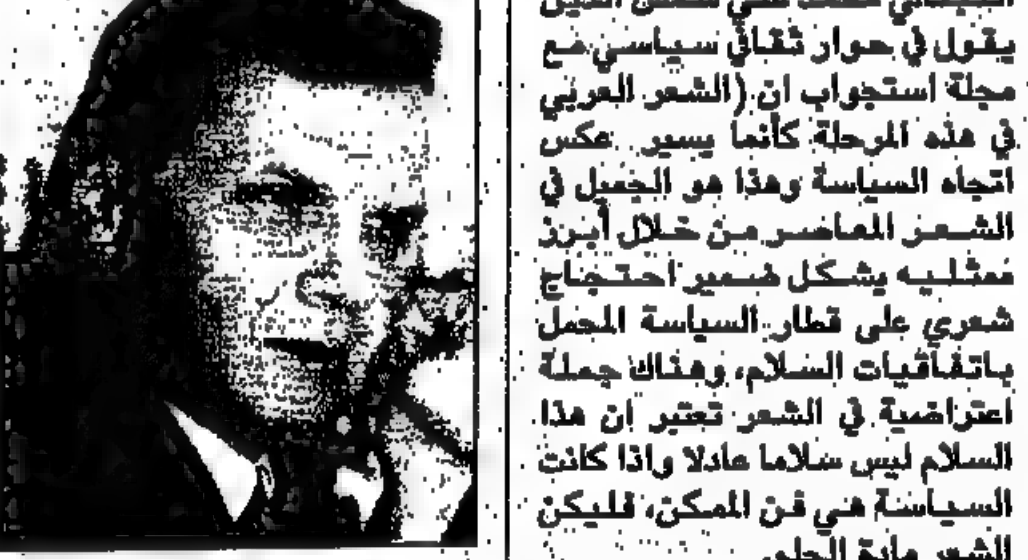 يقول في حوار ثقافي سياسي مع
مجلة استجواب ان (الشعر العربي
في هذه المرحلة كأنما يسير عكس
اتجاه السياسة وهذا هو الجميل في
الشعر المعاصر من خلال أبرز
ممثليه يشكل ضمير احتجاج
شعري على قطار السياسة المحمل
باتفاقيات السلام، وهناك جملة
اعتراضية في الشعر تعتبر ان هذا
السلام ليس سلاما عادلا واذا كانت
السياسة هي فن الممكن، فليكن
الشعر